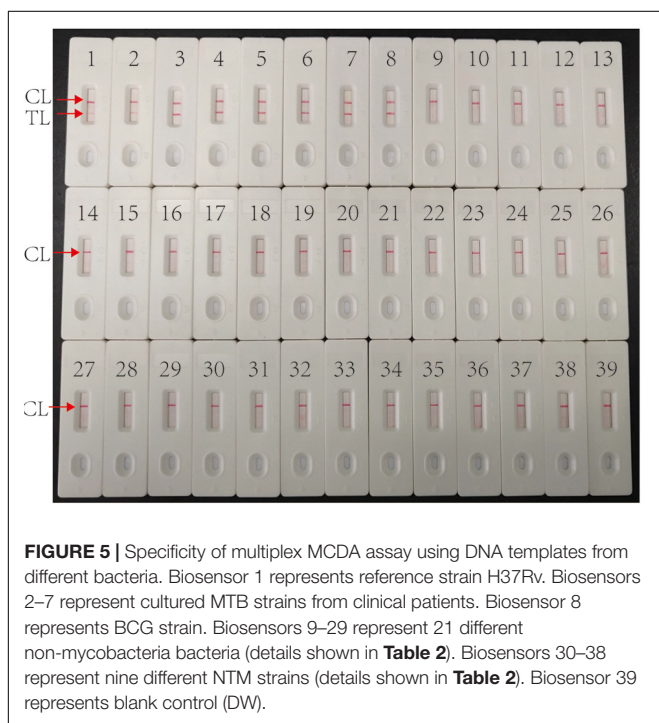 1 2 3 4 5 6 7 8 9 10 11 12 13
CL
TL
14 15 16 17 18 19 20 21 22 23 24 25 26
CL
27 28 29 30 31 32 33 34 35 36 37 38 39
CL
FIGURE 5 | Specificity of multiplex MCDA assay using DNA templates from
different bacteria. Biosensor 1 represents reference strain H37Rv. Biosensors
2–7 represent cultured MTB strains from clinical patients. Biosensor 8
represents BCG strain. Biosensors 9–29 represent 21 different
non-mycobacteria bacteria (details shown in Table 2). Biosensors 30–38
represent nine different NTM strains (details shown in Table 2). Biosensor 39
represents blank control (DW).